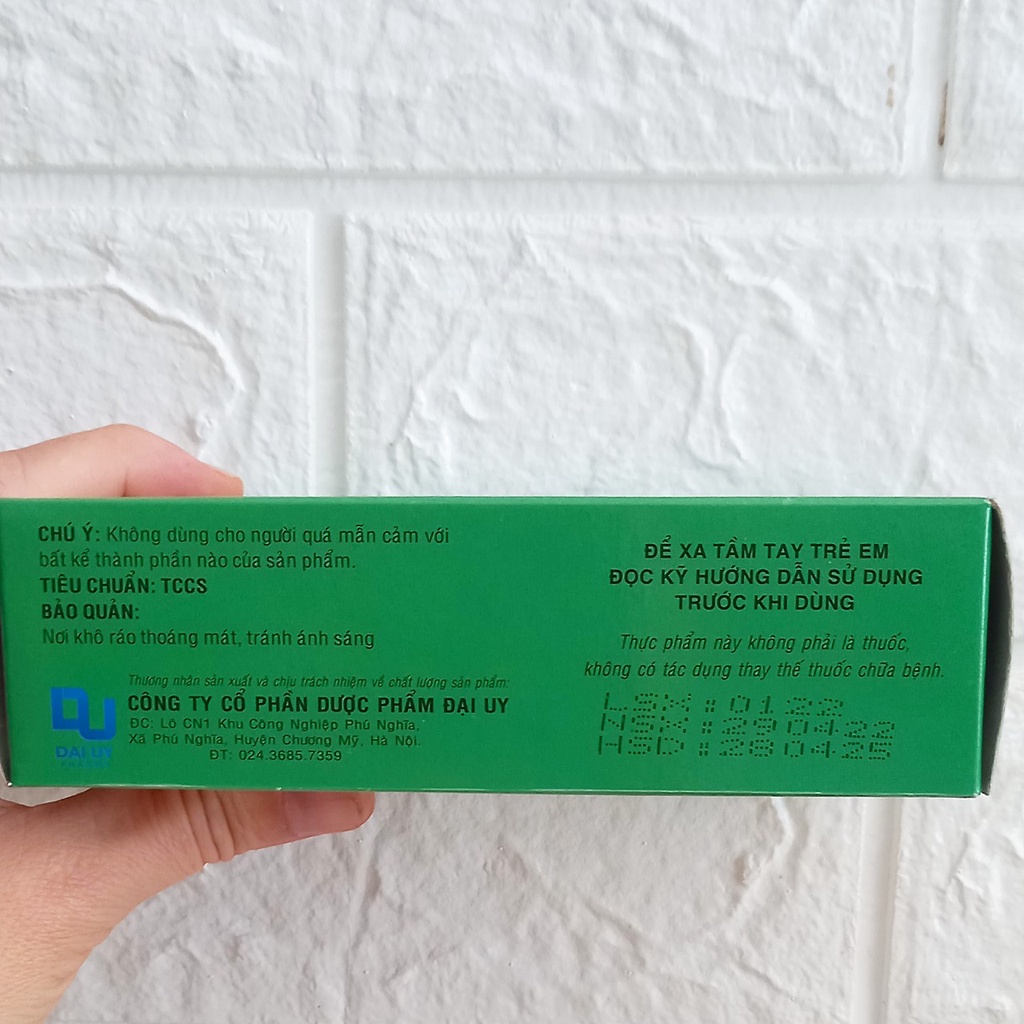 CHÚ Ý: Không dùng cho người quá mẫn cảm với
bất kể thành phần nào của sản phẩm.
TIÊU CHUẨN: TCCS
BẢO QUẢN:
Nơi khô ráo thoáng mát, tránh ánh sáng
Thương nhân sản xuất và chịu trách nhiệm về chất lượng sản phẩm:
CÔNG TY CỔ PHẦN DƯỢC PHẨM ĐẠI UY
ĐC: Lô CN1 Khu Công Nghiệp Phú Nghĩa,
Xã Phú Nghĩa, Huyện Chương Mỹ, Hà Nội.
ĐT: 024.3685.7359
DU
DAI UY
PHARMA
ĐỂ XA TẦM TAY TRẺ EM
ĐỌC KỸ HƯỚNG DẪN SỬ DỤNG
TRƯỚC KHI DÙNG
Thực phẩm này không phải là thuốc,
không có tác dụng thay thế thuốc chữa bệnh.
LSX:0122
NSX:290422
HSD:280425